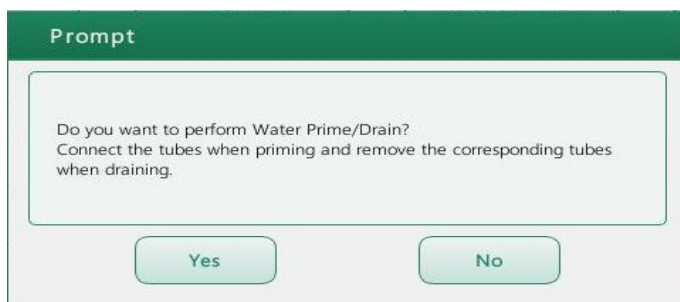 Prompt
Do you want to perform Water Prime/Drain?
Connect the tubes when priming and remove the corresponding tubes
when draining.
Yes No